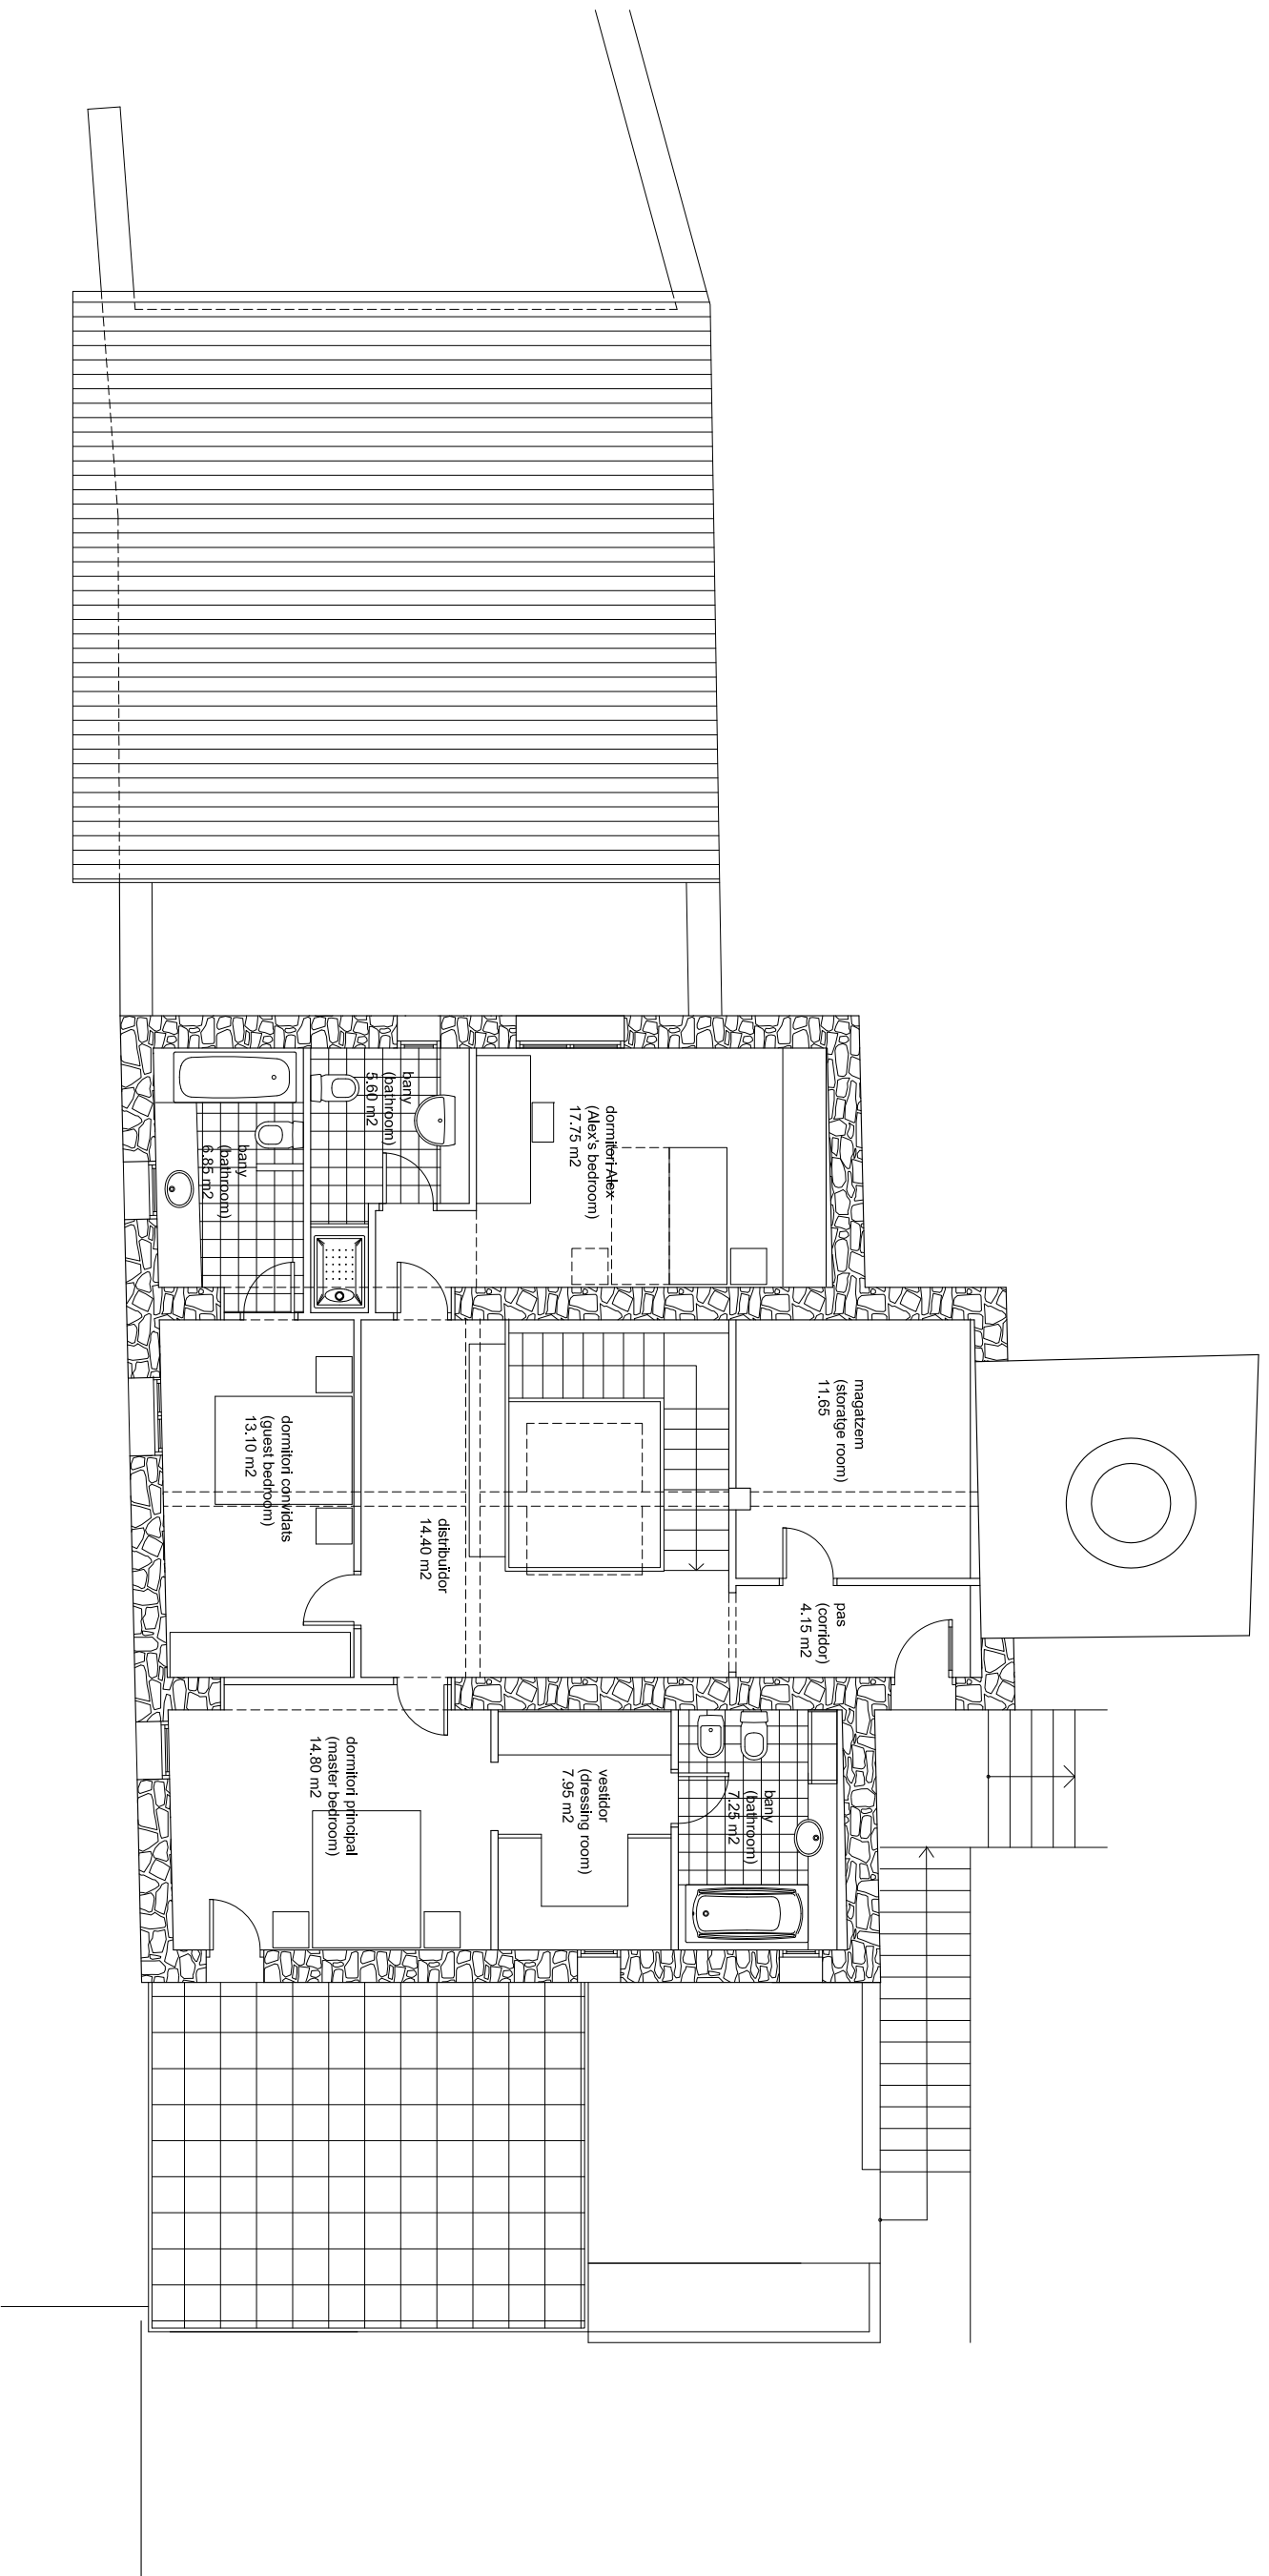 bany
(bathroom)
5.60 m2
bany
(bathroom)
6.85 m2
dormitori Alex
(Alex's bedroom)
17.75 m2
magatzem
(storatge room)
11.65
dormitori convidats
(guest bedroom)
13.10 m2
distribuidor
14.40 m2
pas
(corridor)
4.15 m2
dormitori principal
(master bedroom)
14.80 m2
vestidor
(dressing room)
7.95 m2
bany
(bathroom)
7.25 m2